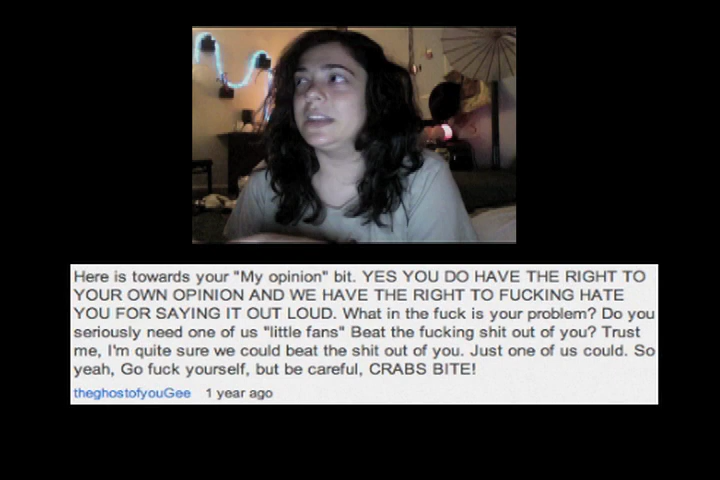 Here is towards your "My opinion" bit. YES YOU DO HAVE THE RIGHT TO
YOUR OWN OPINION AND WE HAVE THE RIGHT TO FUCKING HATE
YOU FOR SAYING IT OUT LOUD. What in the fuck is your problem? Do you
seriously need one of us "little fans" Beat the fucking shit out of you? Trust
me, I'm quite sure we could beat the shit out of you. Just one of us could. So
yeah, Go fuck yourself, but be careful, CRABS BITE!
theghostofyouGee 1 year ago